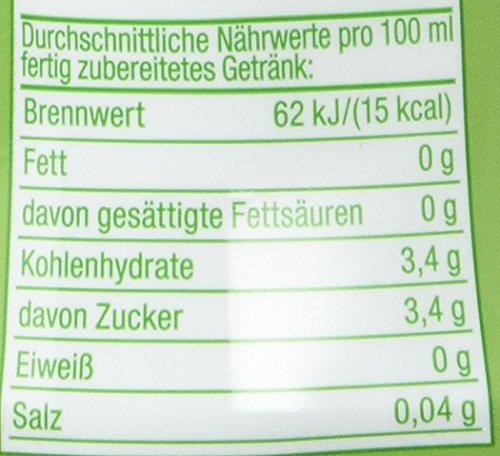 Durchschnittliche Nährwerte pro 100 ml
fertig zubereitetes Getränk:
Brennwert 62 kJ/(15 kcal)
Fett 0 g
davon gesättigte Fettsäuren 0 g
Kohlenhydrate 3,4 g
davon Zucker 3,4 g
Eiweiß 0 g
Salz 0,04 g